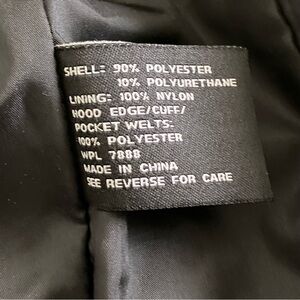 SHELL: 90% POLYESTER
10% POLYURETHANE
LINING: 100% NYLON
HOOD EDGE/CUFF/
POCKET WELTS:
100% POLYESTER
WPL 7888
MADE IN CHINA
SEE REVERSE FOR CARE